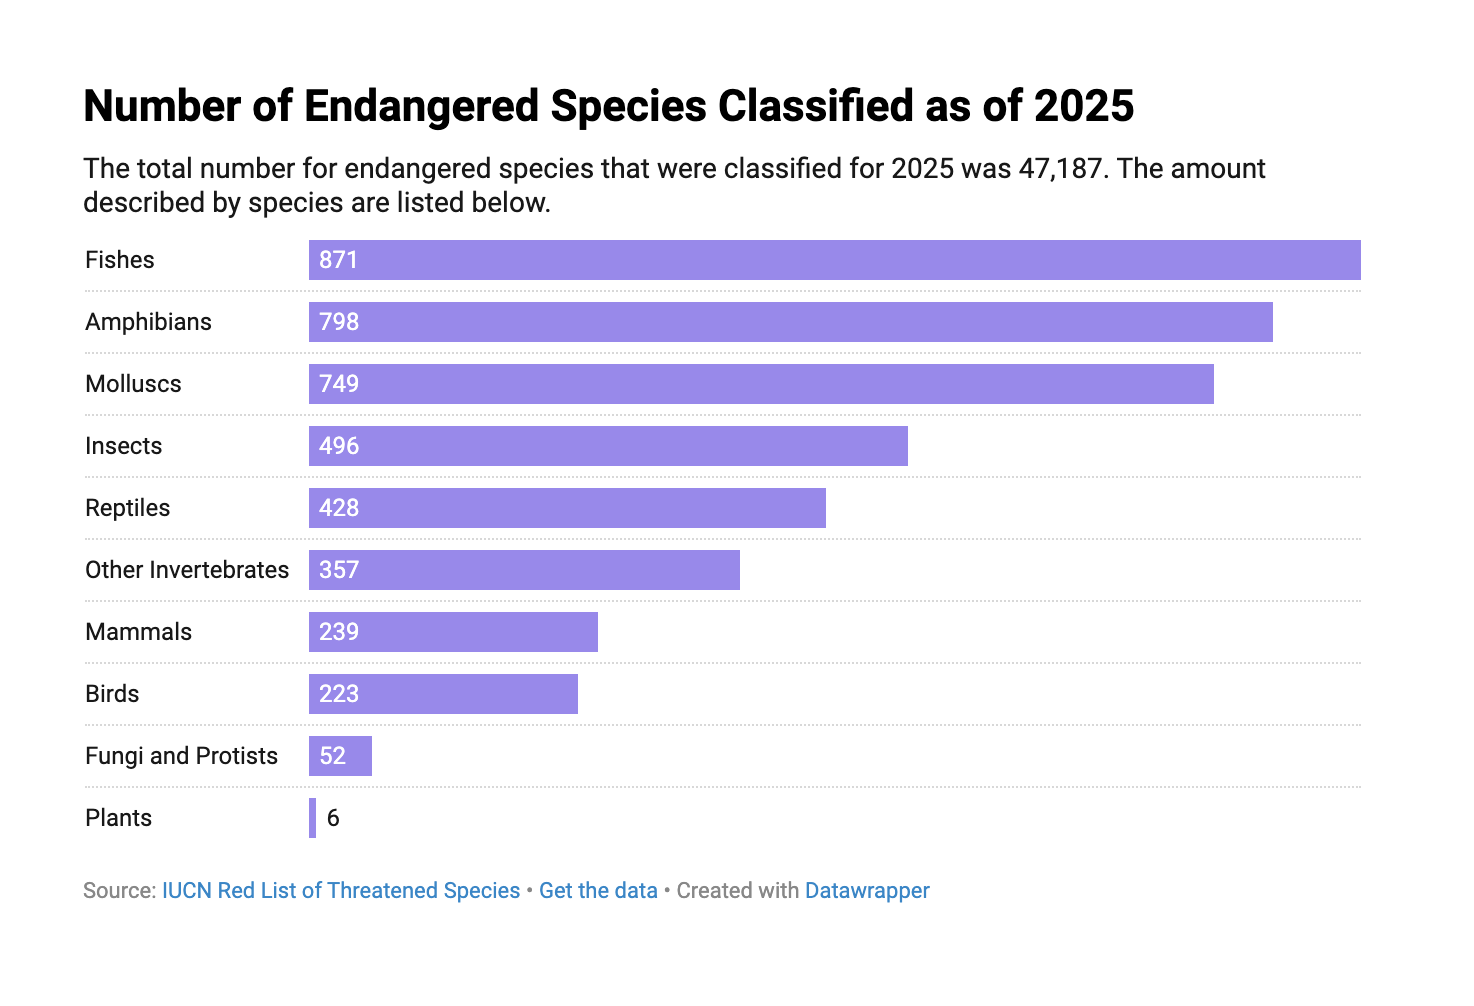 Number of Endangered Species Classified as of 2025
The total number for endangered species that were classified for 2025 was 47,187. The amount
described by species are listed below.
Fishes 871
Amphibians 798
Molluscs 749
Insects 496
Reptiles 428
Other Invertebrates 357
Mammals 239
Birds 223
Fungi and Protists 52
Plants 6
Source: IUCN Red List of Threatened Species • Get the data • Created with Datawrapper